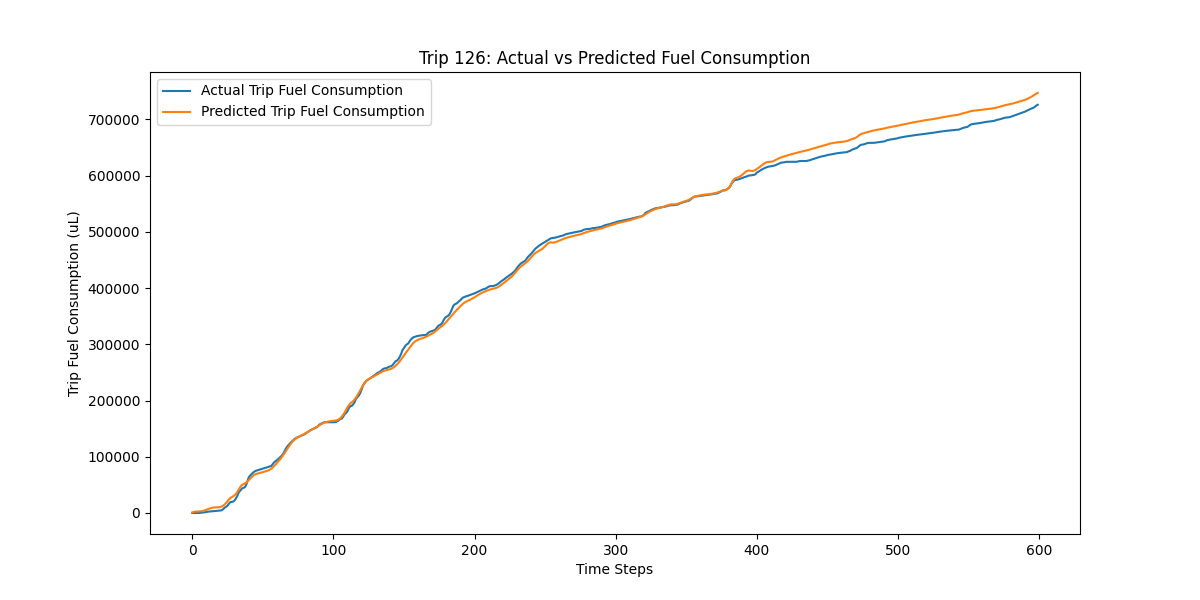 Trip 126: Actual vs Predicted Fuel Consumption
Actual Trip Fuel Consumption
Predicted Trip Fuel Consumption
Trip Fuel Consumption (uL)
700000
600000
500000
400000
300000
200000
100000
0
0 100 200 300 400 500 600
Time Steps